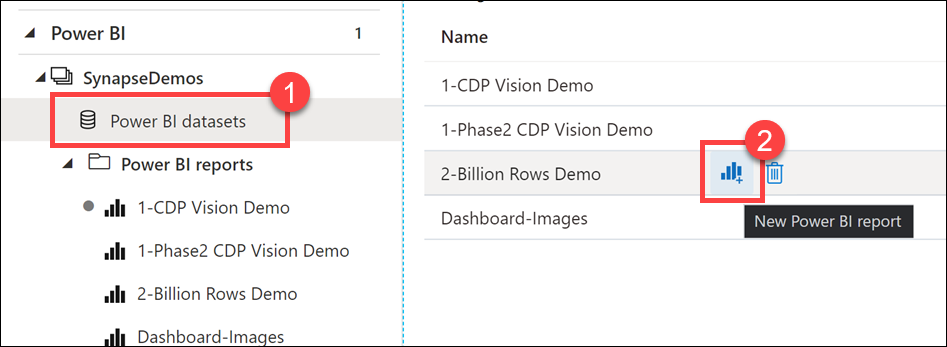 Power BI 1
SynapseDemos
1
Power BI datasets
Power BI reports
1-CDP Vision Demo
1-Phase2 CDP Vision Demo
2-Billion Rows Demo
Dashboard-Images
Name
1-CDP Vision Demo
1-Phase2 CDP Vision Demo
2
2-Billion Rows Demo
Dashboard-Images
New Power BI report